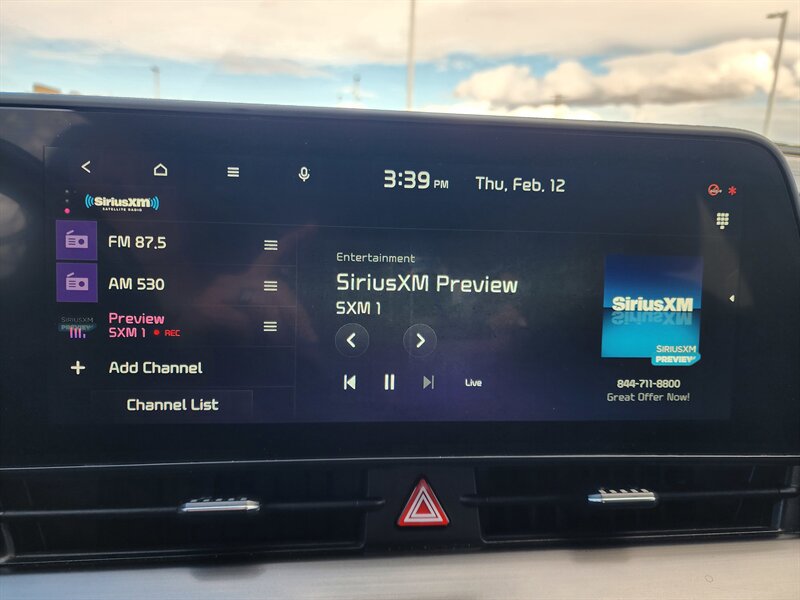 3:39 PM Thu, Feb. 12
SiriusXM
SATELLITE RADIO
FM 87.5
AM 530
SIRIUSXM
PREVIEW
Preview
SXM 1 REC
Add Channel
Channel List
Entertainment
SiriusXM Preview
SXM 1
Live
SiriusXM
SIRIUSXM
PREVIEW
844-711-8800
Great Offer Now!